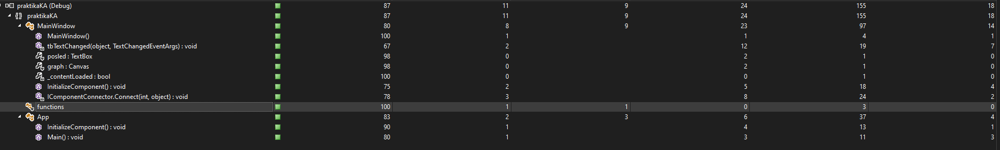 praktikaKA (Debug) 87 11 9 24 155 18
praktikaKA 87 11 9 24 155 18
MainWindow 80 8 9 23 97 14
MainWindow() 100 1 1 4 1
tbTextChanged(object, TextChangedEventArgs) : void 67 2 12 19 7
posled : TextBox 98 0 2 1 0
graph : Canvas 98 0 2 1 0
_contentLoaded : bool 100 0 0 1 0
InitializeComponent() : void 75 2 5 18 4
IComponentConnector.Connect(int, object) : void 78 3 8 24 2
functions 100 1 1 0 3 0
App 83 2 3 6 37 4
InitializeComponent() : void 90 1 4 13 1
Main() : void 80 1 3 11 3